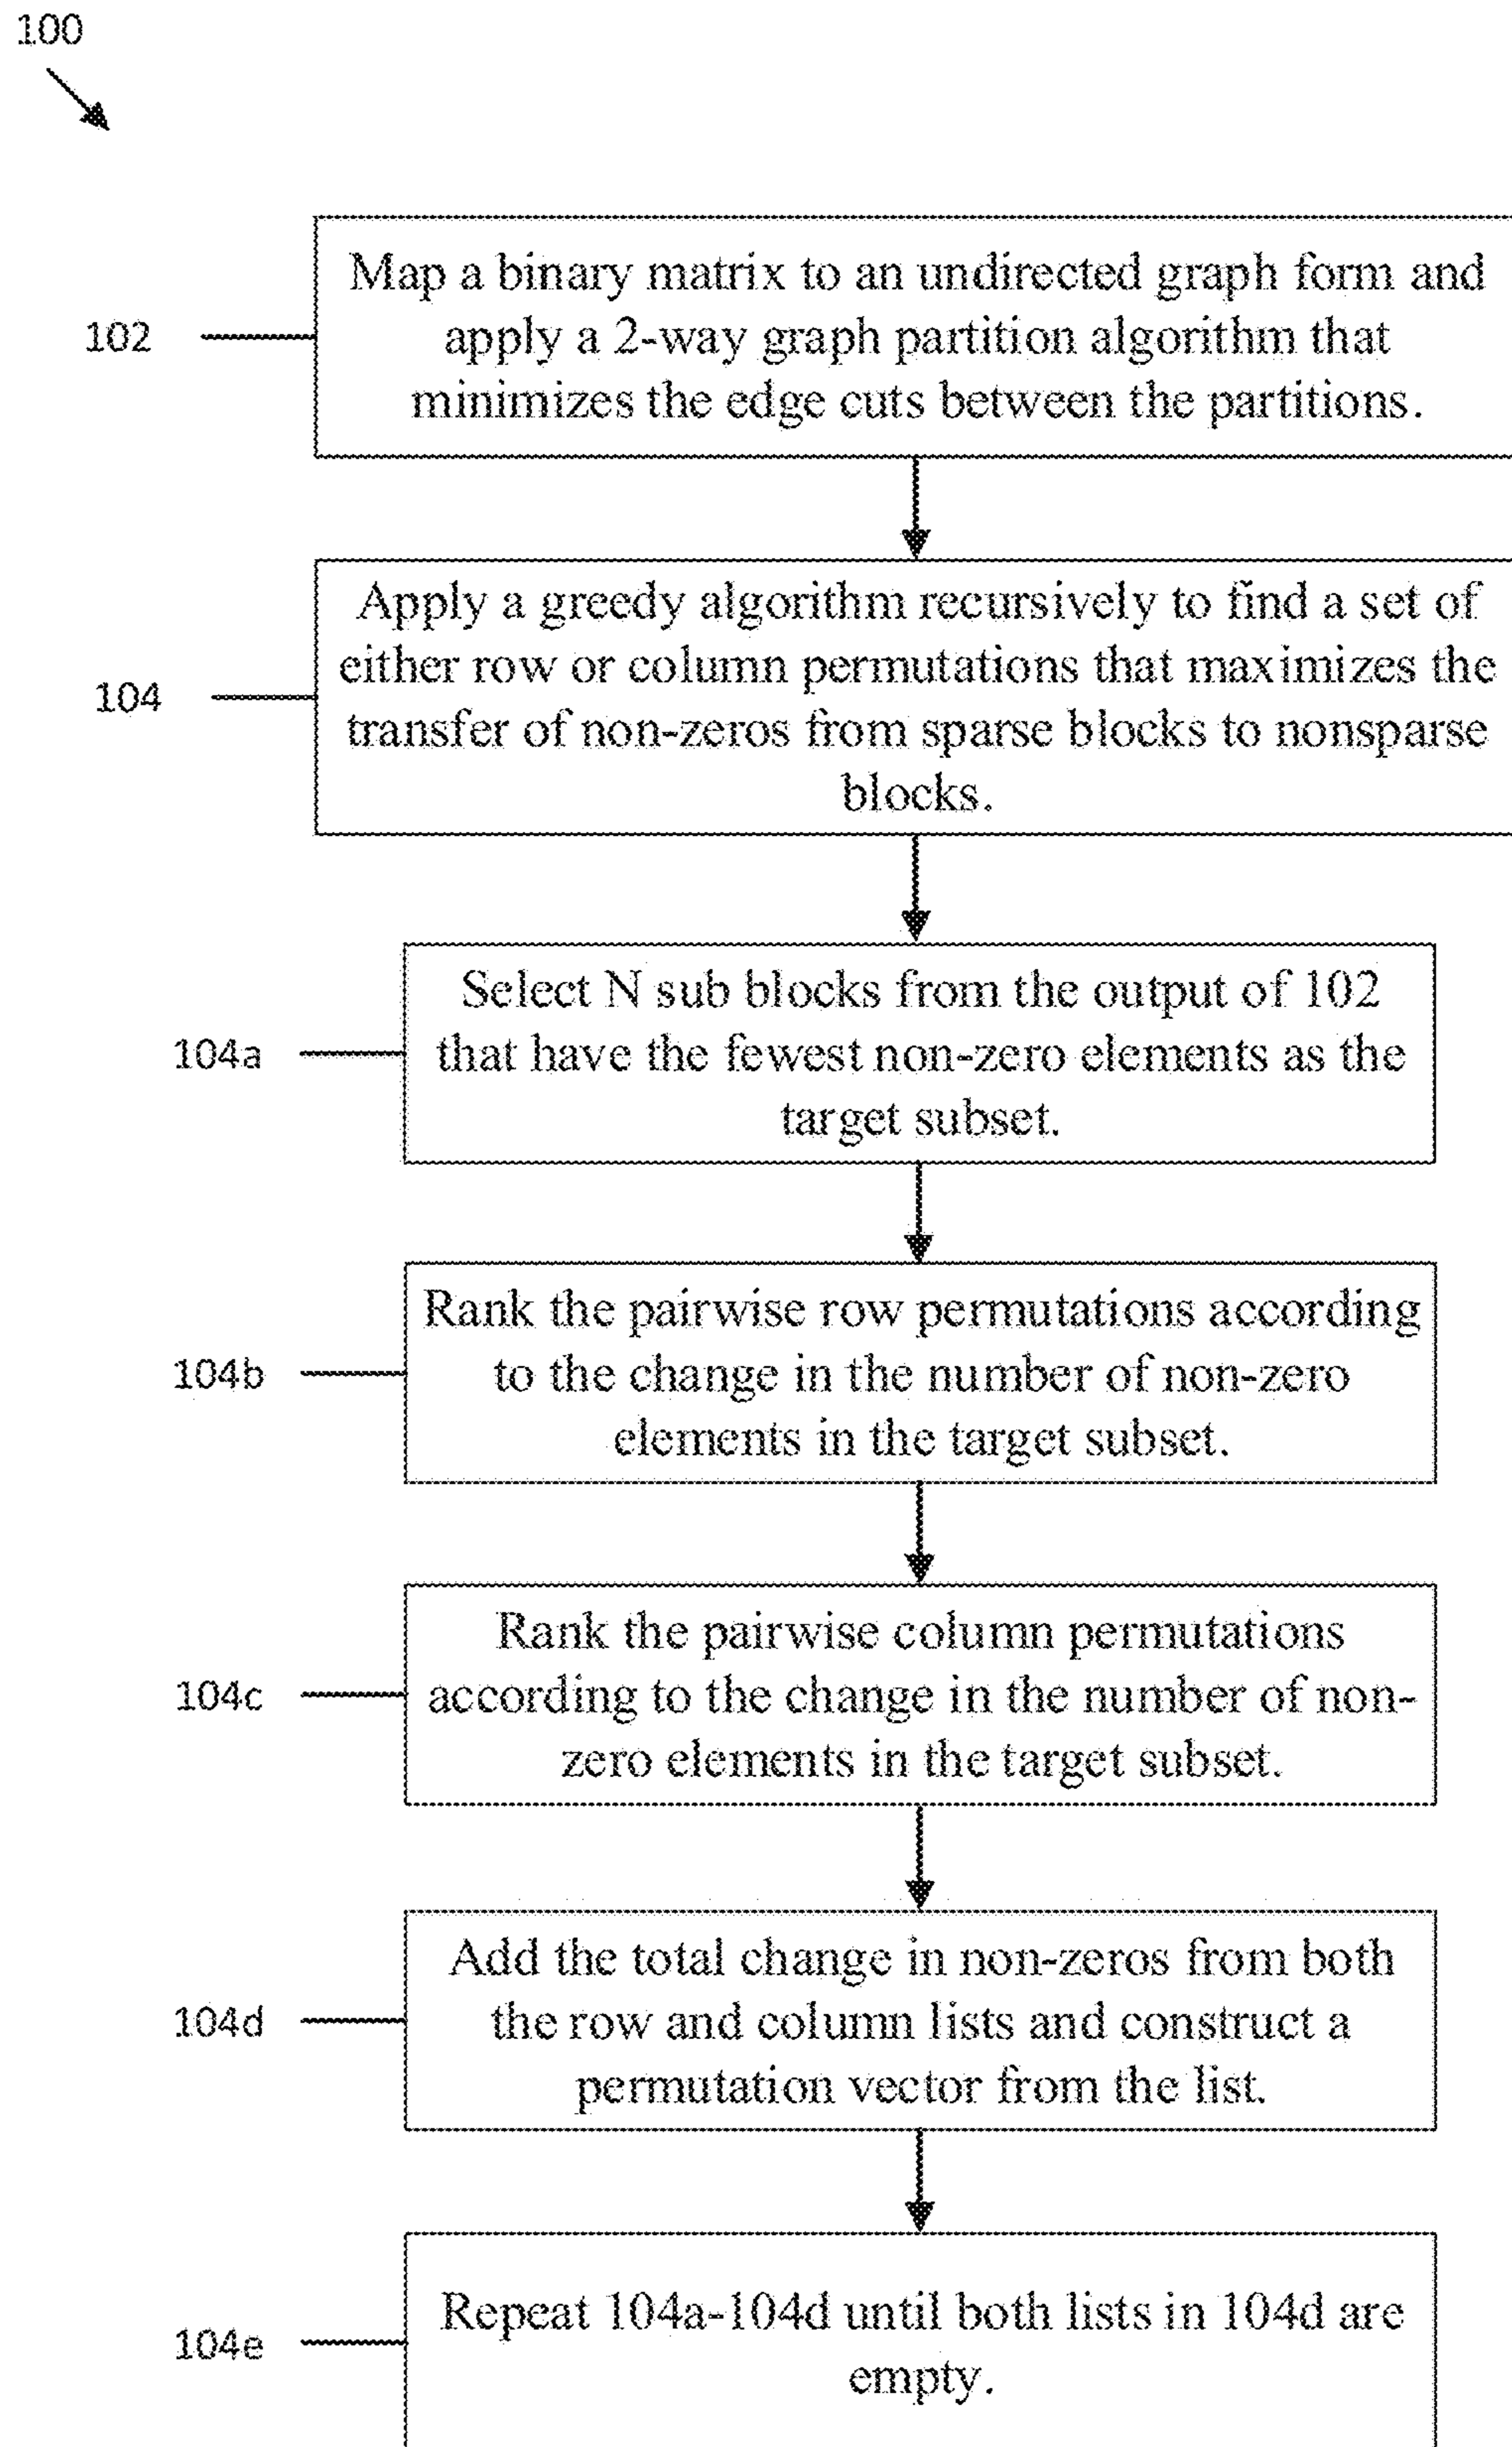 100
102
Map a binary matrix to an undirected graph form and
apply a 2-way graph partition algorithm that
minimizes the edge cuts between the partitions.
104
Apply a greedy algorithm recursively to find a set of
either row or column permutations that maximizes the
transfer of non-zeros from sparse blocks to nonsparse
blocks.
104a
Select N sub blocks from the output of 102
that have the fewest non-zero elements as the
target subset.
104b
Rank the pairwise row permutations according
to the change in the number of non-zero
elements in the target subset.
104c
Rank the pairwise column permutations
according to the change in the number of non-
zero elements in the target subset.
104d
Add the total change in non-zeros from both
the row and column lists and construct a
permutation vector from the list.
104e
Repeat 104a-104d until both lists in 104d are
empty.